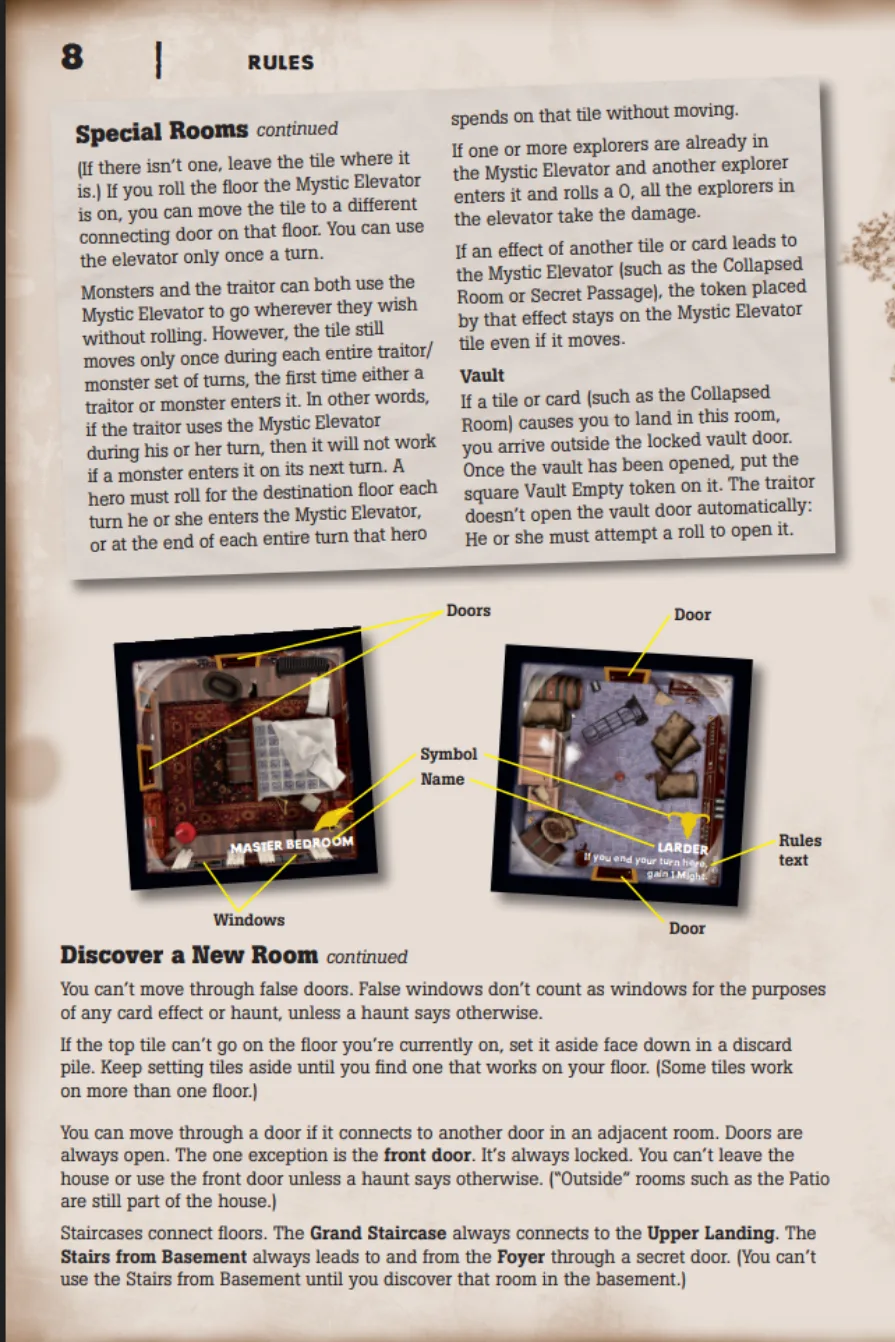 8
RULES
Special Rooms continued
(If there isn't one, leave the tile where it
is.) If you roll the floor the Mystic Elevator
is on, you can move the tile to a different
connecting door on that floor. You can use
the elevator only once a turn.
Monsters and the traitor can both use the
Mystic Elevator to go wherever they wish
without rolling. However, the tile still
moves only once during each entire traitor/
monster set of turns, the first time either a
traitor or monster enters it. In other words,
if the traitor uses the Mystic Elevator
during his or her turn, then it will not work
if a monster enters it on its next turn. A
hero must roll for the destination floor each
turn he or she enters the Mystic Elevator,
or at the end of each entire turn that hero
spends on that tile without moving.
If one or more explorers are already in
the Mystic Elevator and another explorer
enters it and rolls a 0, all the explorers in
the elevator take the damage.
If an effect of another tile or card leads to
the Mystic Elevator (such as the Collapsed
Room or Secret Passage), the token placed
by that effect stays on the Mystic Elevator
tile even if it moves.
Vault
If a tile or card (such as the Collapsed
Room) causes you to land in this room,
you arrive outside the locked vault door.
Once the vault has been opened, put the
square Vault Empty token on it. The traitor
doesn't open the vault door automatically:
He or she must attempt a roll to open it.
Doors
Door
Symbol
Name
MASTER BEDROOM
LARDER
If you end your turn here,
gain 1 Might.
Rules
text
Windows
Door
Discover a New Room continued
You can't move through false doors. False windows don't count as windows for the purposes
of any card effect or haunt, unless a haunt says otherwise.
If the top tile can't go on the floor you're currently on, set it aside face down in a discard
pile. Keep setting tiles aside until you find one that works on your floor. (Some tiles work
on more than one floor.)
You can move through a door if it connects to another door in an adjacent room. Doors are
always open. The one exception is the front door. It's always locked. You can't leave the
house or use the front door unless a haunt says otherwise. ("Outside" rooms such as the Patio
are still part of the house.)
Staircases connect floors. The Grand Staircase always connects to the Upper Landing. The
Stairs from Basement always leads to and from the Foyer through a secret door. (You can't
use the Stairs from Basement until you discover that room in the basement.)